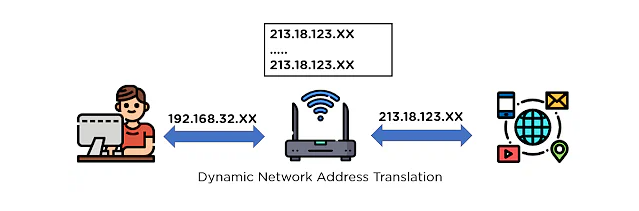 213.18.123.XX
.....
213.18.123.XX
192.168.32.XX
213.18.123.XX
Dynamic Network Address Translation